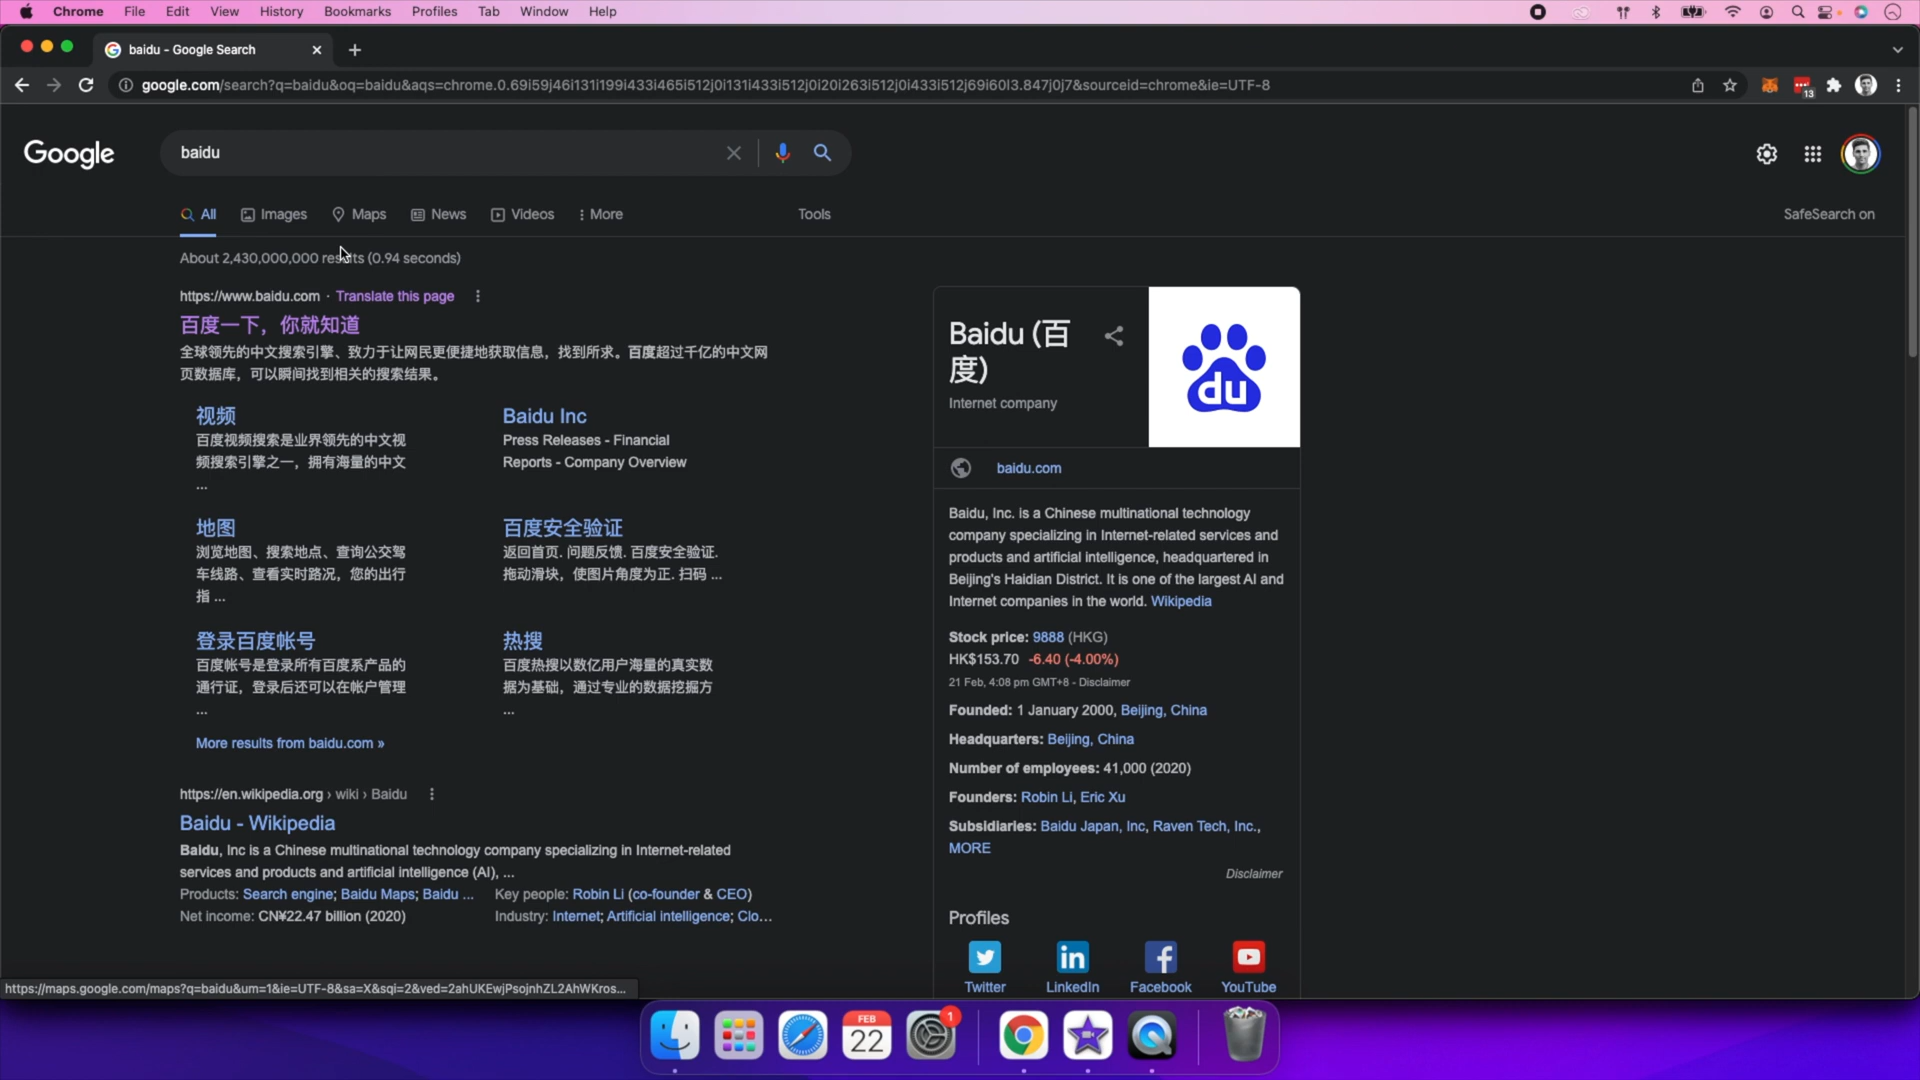 Chrome File Edit View History Bookmarks Profiles Tab Window Help
baidu - Google Search
google.com/search?q=baidu&oq=baidu&aqs=chrome.0.69i59j46i131i199i433i465i512j0i131i433i512j0i20i263i512j0i433i512j69i60l3.847j0j7&sourceid=chrome&ie=UTF-8
13
Google
baidu
All Images Maps News Videos More Tools SafeSearch on
About 2,430,000,000 results (0.94 seconds)
https://www.baidu.com · Translate this page
百度一下，你就知道
全球领先的中文搜索引擎、致力于让网民更便捷地获取信息，找到所求。百度超过千亿的中文网
页数据库，可以瞬间找到相关的搜索结果。
视频
百度视频搜索是业界领先的中文视
频搜索引擎之一，拥有海量的中文
...
Baidu Inc
Press Releases - Financial
Reports - Company Overview
地图
浏览地图、搜索地点、查询公交驾
车线路、查看实时路况，您的出行
指 ...
百度安全验证
返回首页. 问题反馈. 百度安全验证.
拖动滑块，使图片角度为正. 扫码 ...
登录百度帐号
百度帐号是登录所有百度系产品的
通行证，登录后还可以在帐户管理
...
热搜
百度热搜以数亿用户海量的真实数
据为基础，通过专业的数据挖掘方
...
More results from baidu.com »
https://en.wikipedia.org › wiki › Baidu
Baidu - Wikipedia
Baidu, Inc is a Chinese multinational technology company specializing in Internet-related
services and products and artificial intelligence (AI), ...
Products: Search engine; Baidu Maps; Baidu ... Key people: Robin Li (co-founder & CEO)
Net income: CN¥22.47 billion (2020) Industry: Internet; Artificial intelligence; Clo...
Baidu (百
度)
Internet company
du
baidu.com
Baidu, Inc. is a Chinese multinational technology
company specializing in Internet-related services and
products and artificial intelligence, headquartered in
Beijing's Haidian District. It is one of the largest AI and
Internet companies in the world. Wikipedia
Stock price: 9888 (HKG)
HK$153.70 -6.40 (-4.00%)
21 Feb, 4:08 pm GMT+8 - Disclaimer
Founded: 1 January 2000, Beijing, China
Headquarters: Beijing, China
Number of employees: 41,000 (2020)
Founders: Robin Li, Eric Xu
Subsidiaries: Baidu Japan, Inc, Raven Tech, Inc.,
MORE
Disclaimer
Profiles
Twitter LinkedIn Facebook YouTube
https://maps.google.com/maps?q=baidu&um=1&ie=UTF-8&sa=X&sqi=2&ved=2ahUKEwjPsojnhZL2AhWKros...
FEB
22
1